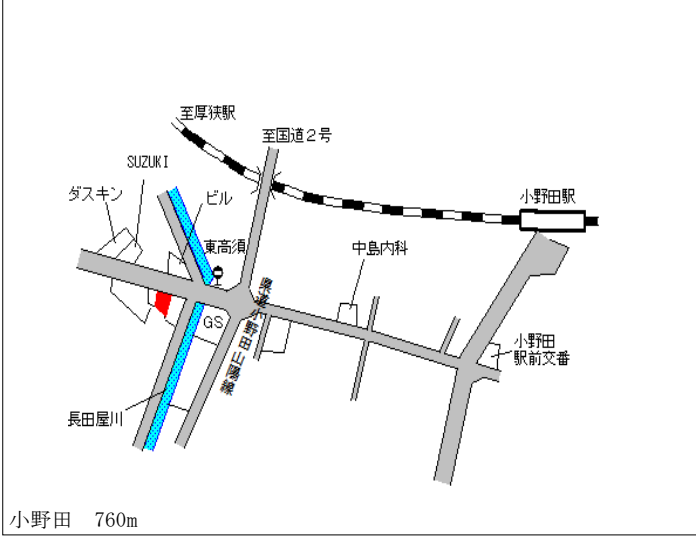 至厚狭駅
至国道2号
SUZUKI
ダスキン
ビル
小野田駅
東高須
中島内科
県道小野田山陽線
GS
小野田
駅前交番
長田屋川
小野田 760m